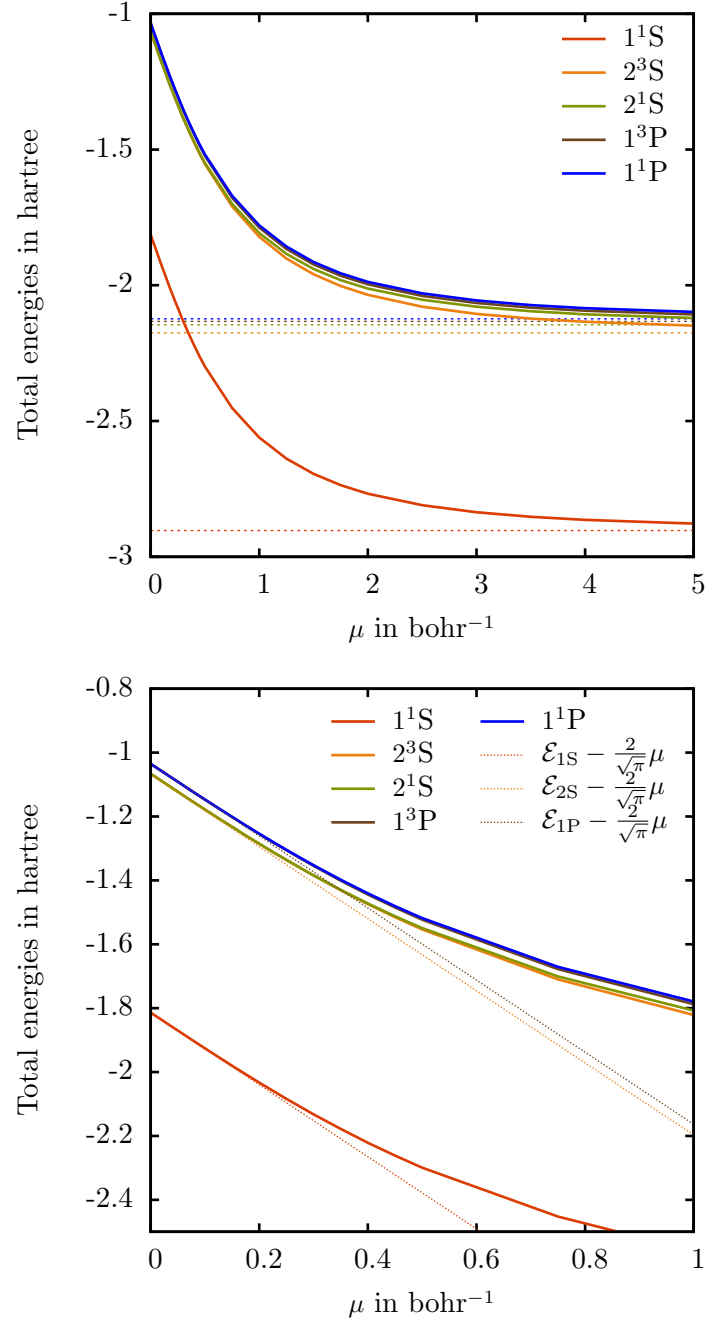 -1
-1.5
-2
-2.5
-3
0 1 2 3 4 5
Total energies in hartree
μ in bohr⁻¹
1¹S
2³S
2¹S
1³P
1¹P
-0.8
-1
-1.2
-1.4
-1.6
-1.8
-2
-2.2
-2.4
0 0.2 0.4 0.6 0.8 1
Total energies in hartree
μ in bohr⁻¹
1¹S
2³S
2¹S
1³P
1¹P
ℰ₁S − 2/√π μ
ℰ₂S − 2/√π μ
ℰ₁P − 2/√π μ